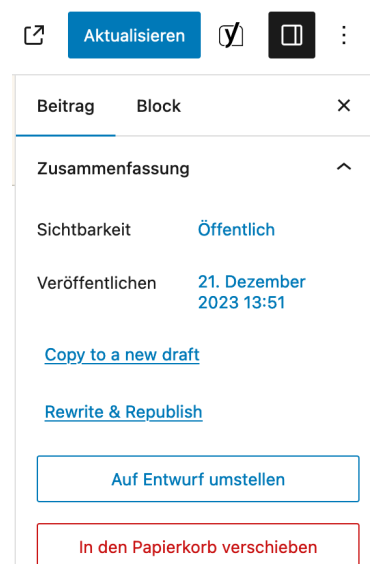 Aktualisieren
Beitrag Block
Zusammenfassung
Sichtbarkeit Öffentlich
Veröffentlichen 21. Dezember
2023 13:51
Copy to a new draft
Rewrite & Republish
Auf Entwurf umstellen
In den Papierkorb verschieben